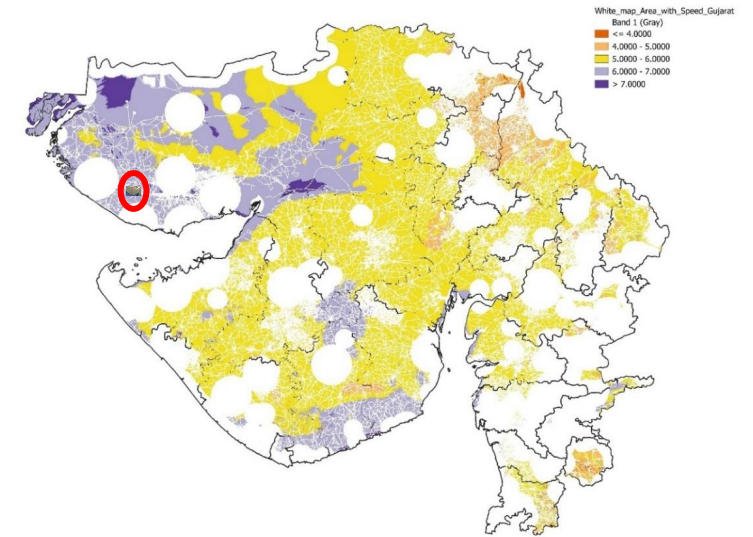 White_map_Area_with_Speed_Gujarat
Band 1 (Gray)
<= 4.0000
4.0000 - 5.0000
5.0000 - 6.0000
6.0000 - 7.0000
> 7.0000